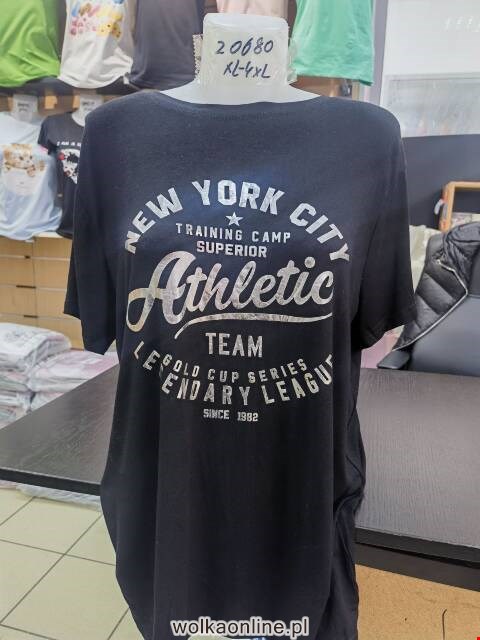 20680
XL-4XL
NEW YORK CITY
TRAINING CAMP
SUPERIOR
Athletic
TEAM
GOLD CUP SERIES
LEGENDARY LEAGUE
SINCE 1982
wolkaonline.pl